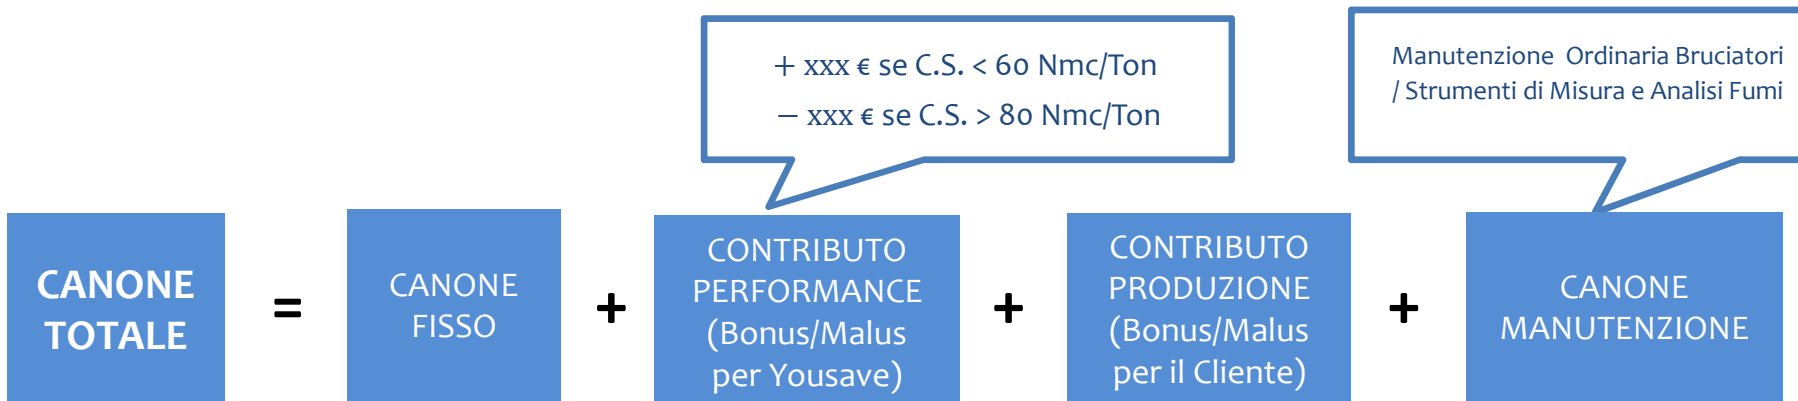 + xxx € se C.S. < 60 Nmc/Ton
− xxx € se C.S. > 80 Nmc/Ton
Manutenzione Ordinaria Bruciatori
/ Strumenti di Misura e Analisi Fumi
CANONE
TOTALE
=
CANONE
FISSO
+
CONTRIBUTO
PERFORMANCE
(Bonus/Malus
per Yousave)
+
CONTRIBUTO
PRODUZIONE
(Bonus/Malus
per il Cliente)
+
CANONE
MANUTENZIONE